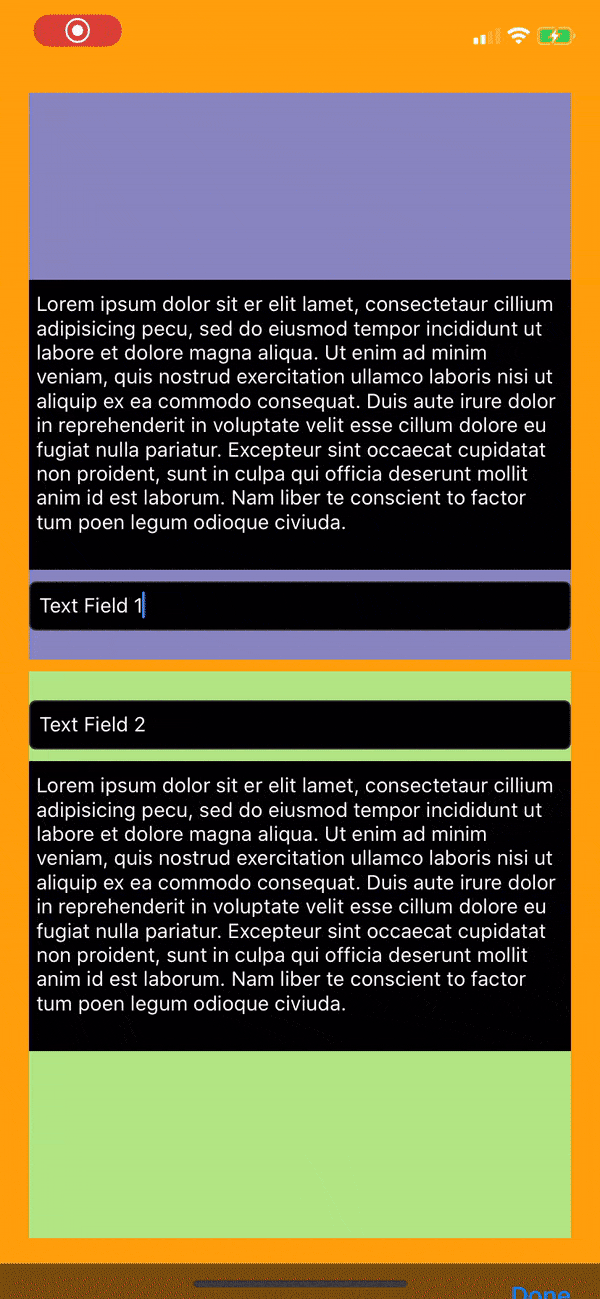 Lorem ipsum dolor sit er elit lamet, consectetaur cillium
adipisicing pecu, sed do eiusmod tempor incididunt ut
labore et dolore magna aliqua. Ut enim ad minim
veniam, quis nostrud exercitation ullamco laboris nisi ut
aliquip ex ea commodo consequat. Duis aute irure dolor
in reprehenderit in voluptate velit esse cillum dolore eu
fugiat nulla pariatur. Excepteur sint occaecat cupidatat
non proident, sunt in culpa qui officia deserunt mollit
anim id est laborum. Nam liber te conscient to factor
tum poen legum odioque civiuda.
Text Field 1
Text Field 2
Lorem ipsum dolor sit er elit lamet, consectetaur cillium
adipisicing pecu, sed do eiusmod tempor incididunt ut
labore et dolore magna aliqua. Ut enim ad minim
veniam, quis nostrud exercitation ullamco laboris nisi ut
aliquip ex ea commodo consequat. Duis aute irure dolor
in reprehenderit in voluptate velit esse cillum dolore eu
fugiat nulla pariatur. Excepteur sint occaecat cupidatat
non proident, sunt in culpa qui officia deserunt mollit
anim id est laborum. Nam liber te conscient to factor
tum poen legum odioque civiuda.
Done